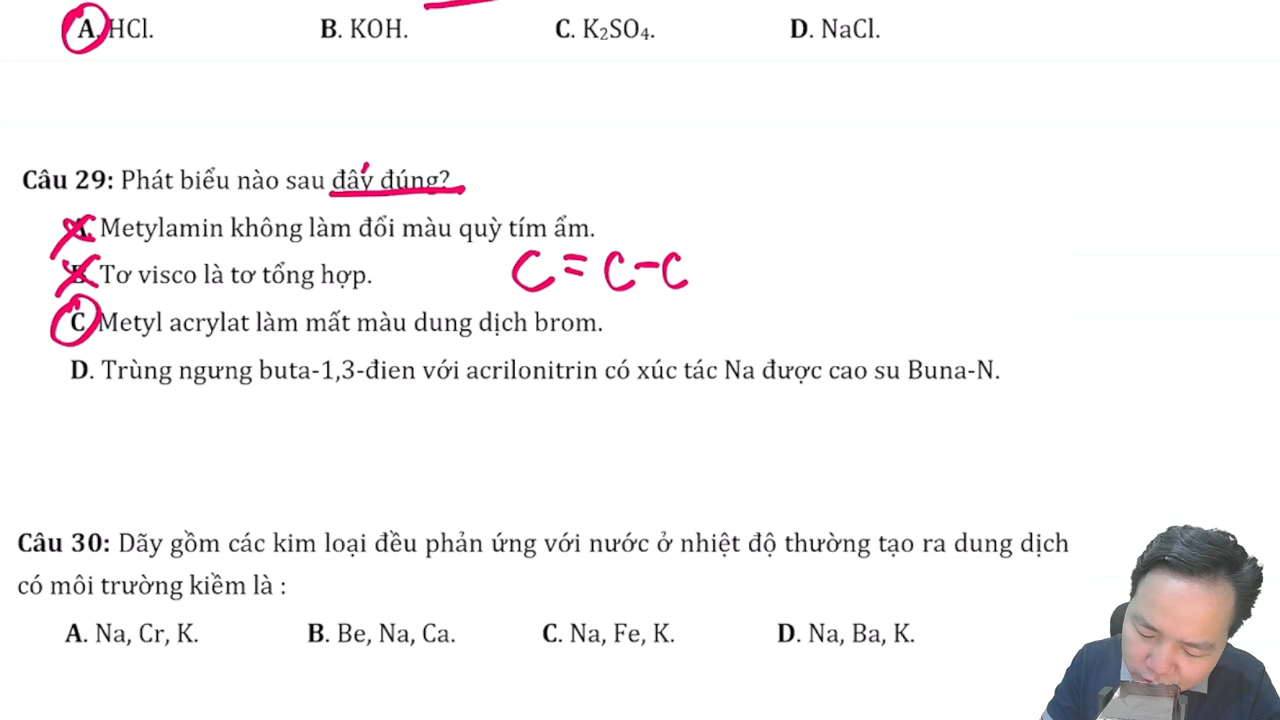 A. HCl. B. KOH. C. K₂SO₄. D. NaCl.
Câu 29: Phát biểu nào sau đây đúng?
A. Metylamin không làm đổi màu quỳ tím ẩm.
B. Tơ visco là tơ tổng hợp.
C = C - C
C. Metyl acrylat làm mất màu dung dịch brom.
D. Trùng ngưng buta-1,3-đien với acrilonitrin có xúc tác Na được cao su Buna-N.
Câu 30: Dãy gồm các kim loại đều phản ứng với nước ở nhiệt độ thường tạo ra dung dịch
có môi trường kiềm là :
A. Na, Cr, K. B. Be, Na, Ca. C. Na, Fe, K. D. Na, Ba, K.